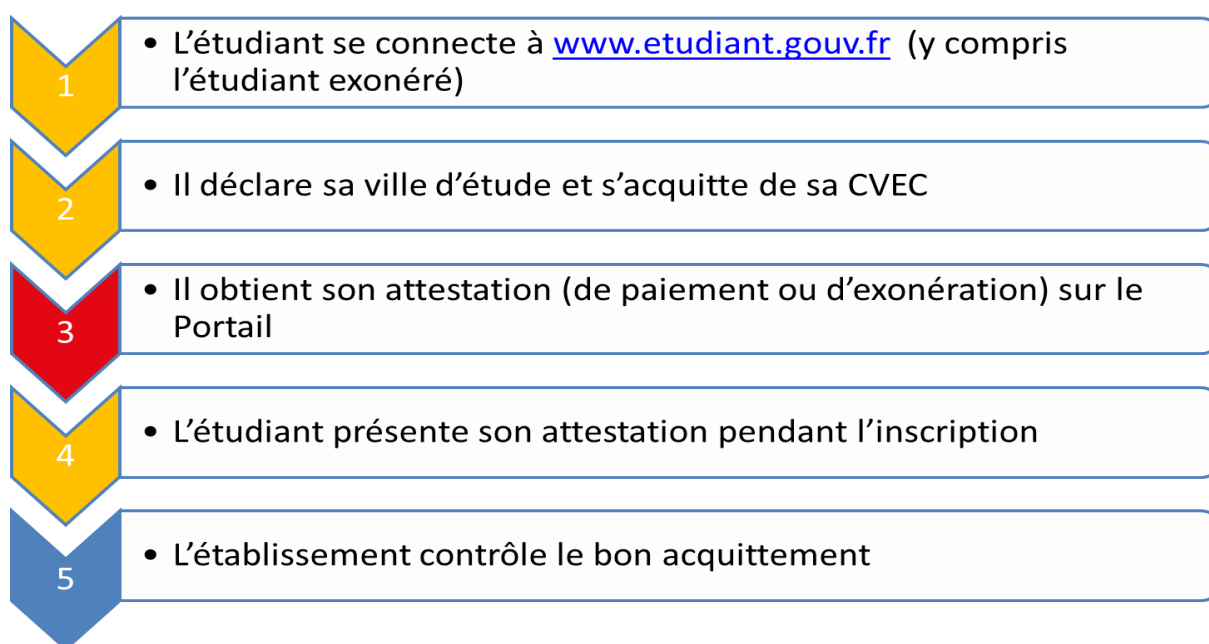 1
• L’étudiant se connecte à www.etudiant.gouv.fr (y compris
l’étudiant exonéré)
2
• Il déclare sa ville d’étude et s’acquitte de sa CVEC
3
• Il obtient son attestation (de paiement ou d’exonération) sur le
Portail
4
• L’étudiant présente son attestation pendant l’inscription
5
• L’établissement contrôle le bon acquittement